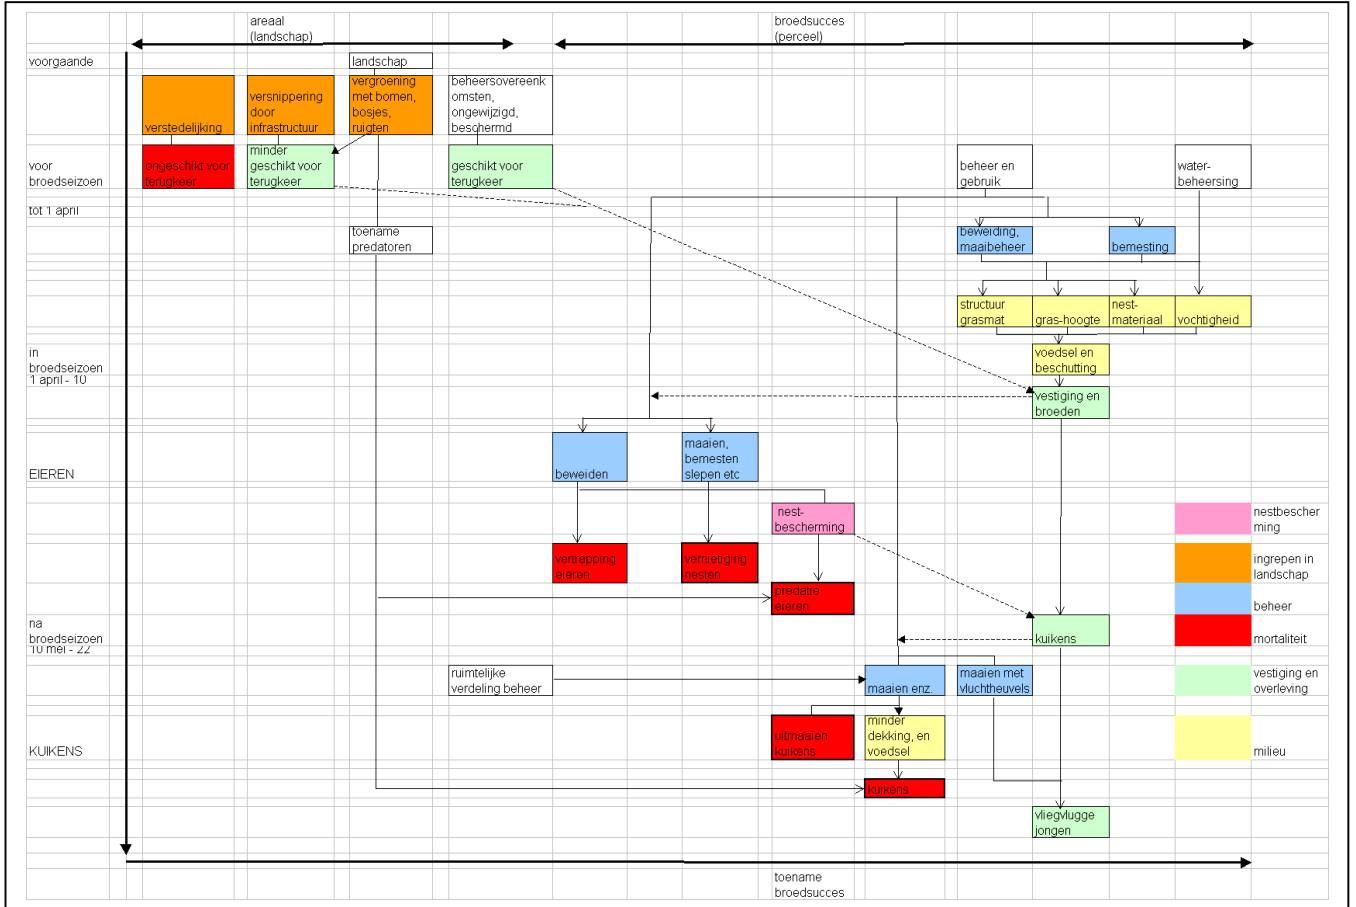 areaal
(landschap)
broedsucces
(perceel)
voorgaande
landschap
verstedelijking
versnippering
door
infrastructuur
vergroening
met bomen,
bosjes,
ruigten
beheersovereenk
omsten,
ongewijzigd,
beschermd
voor
broedseizoen
ongeschikt voor
terugkeer
minder
geschikt voor
terugkeer
geschikt voor
terugkeer
beheer en
gebruik
water-
beheersing
tot 1 april
toename
predatoren
beweiding,
maaibeheer
bemesting
structuur
grasmat
gras-hoogte
nest-
materiaal
vochtigheid
in
broedseizoen
1 april - 10
voedsel en
beschutting
vestiging en
broeden
EIEREN
beweiden
maaien,
bemesten
slepen etc
nest-
bescherming
nestbescher
ming
vertrapping
eieren
vernietiging
nesten
ingrepen in
landschap
predatie
eieren
beheer
na
broedseizoen
10 mei - 22
kuikens
mortaliteit
ruimtelijke
verdeling beheer
maaien enz.
maaien met
vluchtheuvels
vestiging en
overleving
KUIKENS
uitmaaien
kuikens
minder
dekking, en
voedsel
milieu
kuikens
vliegvlugge
jongen
toename
broedsucces